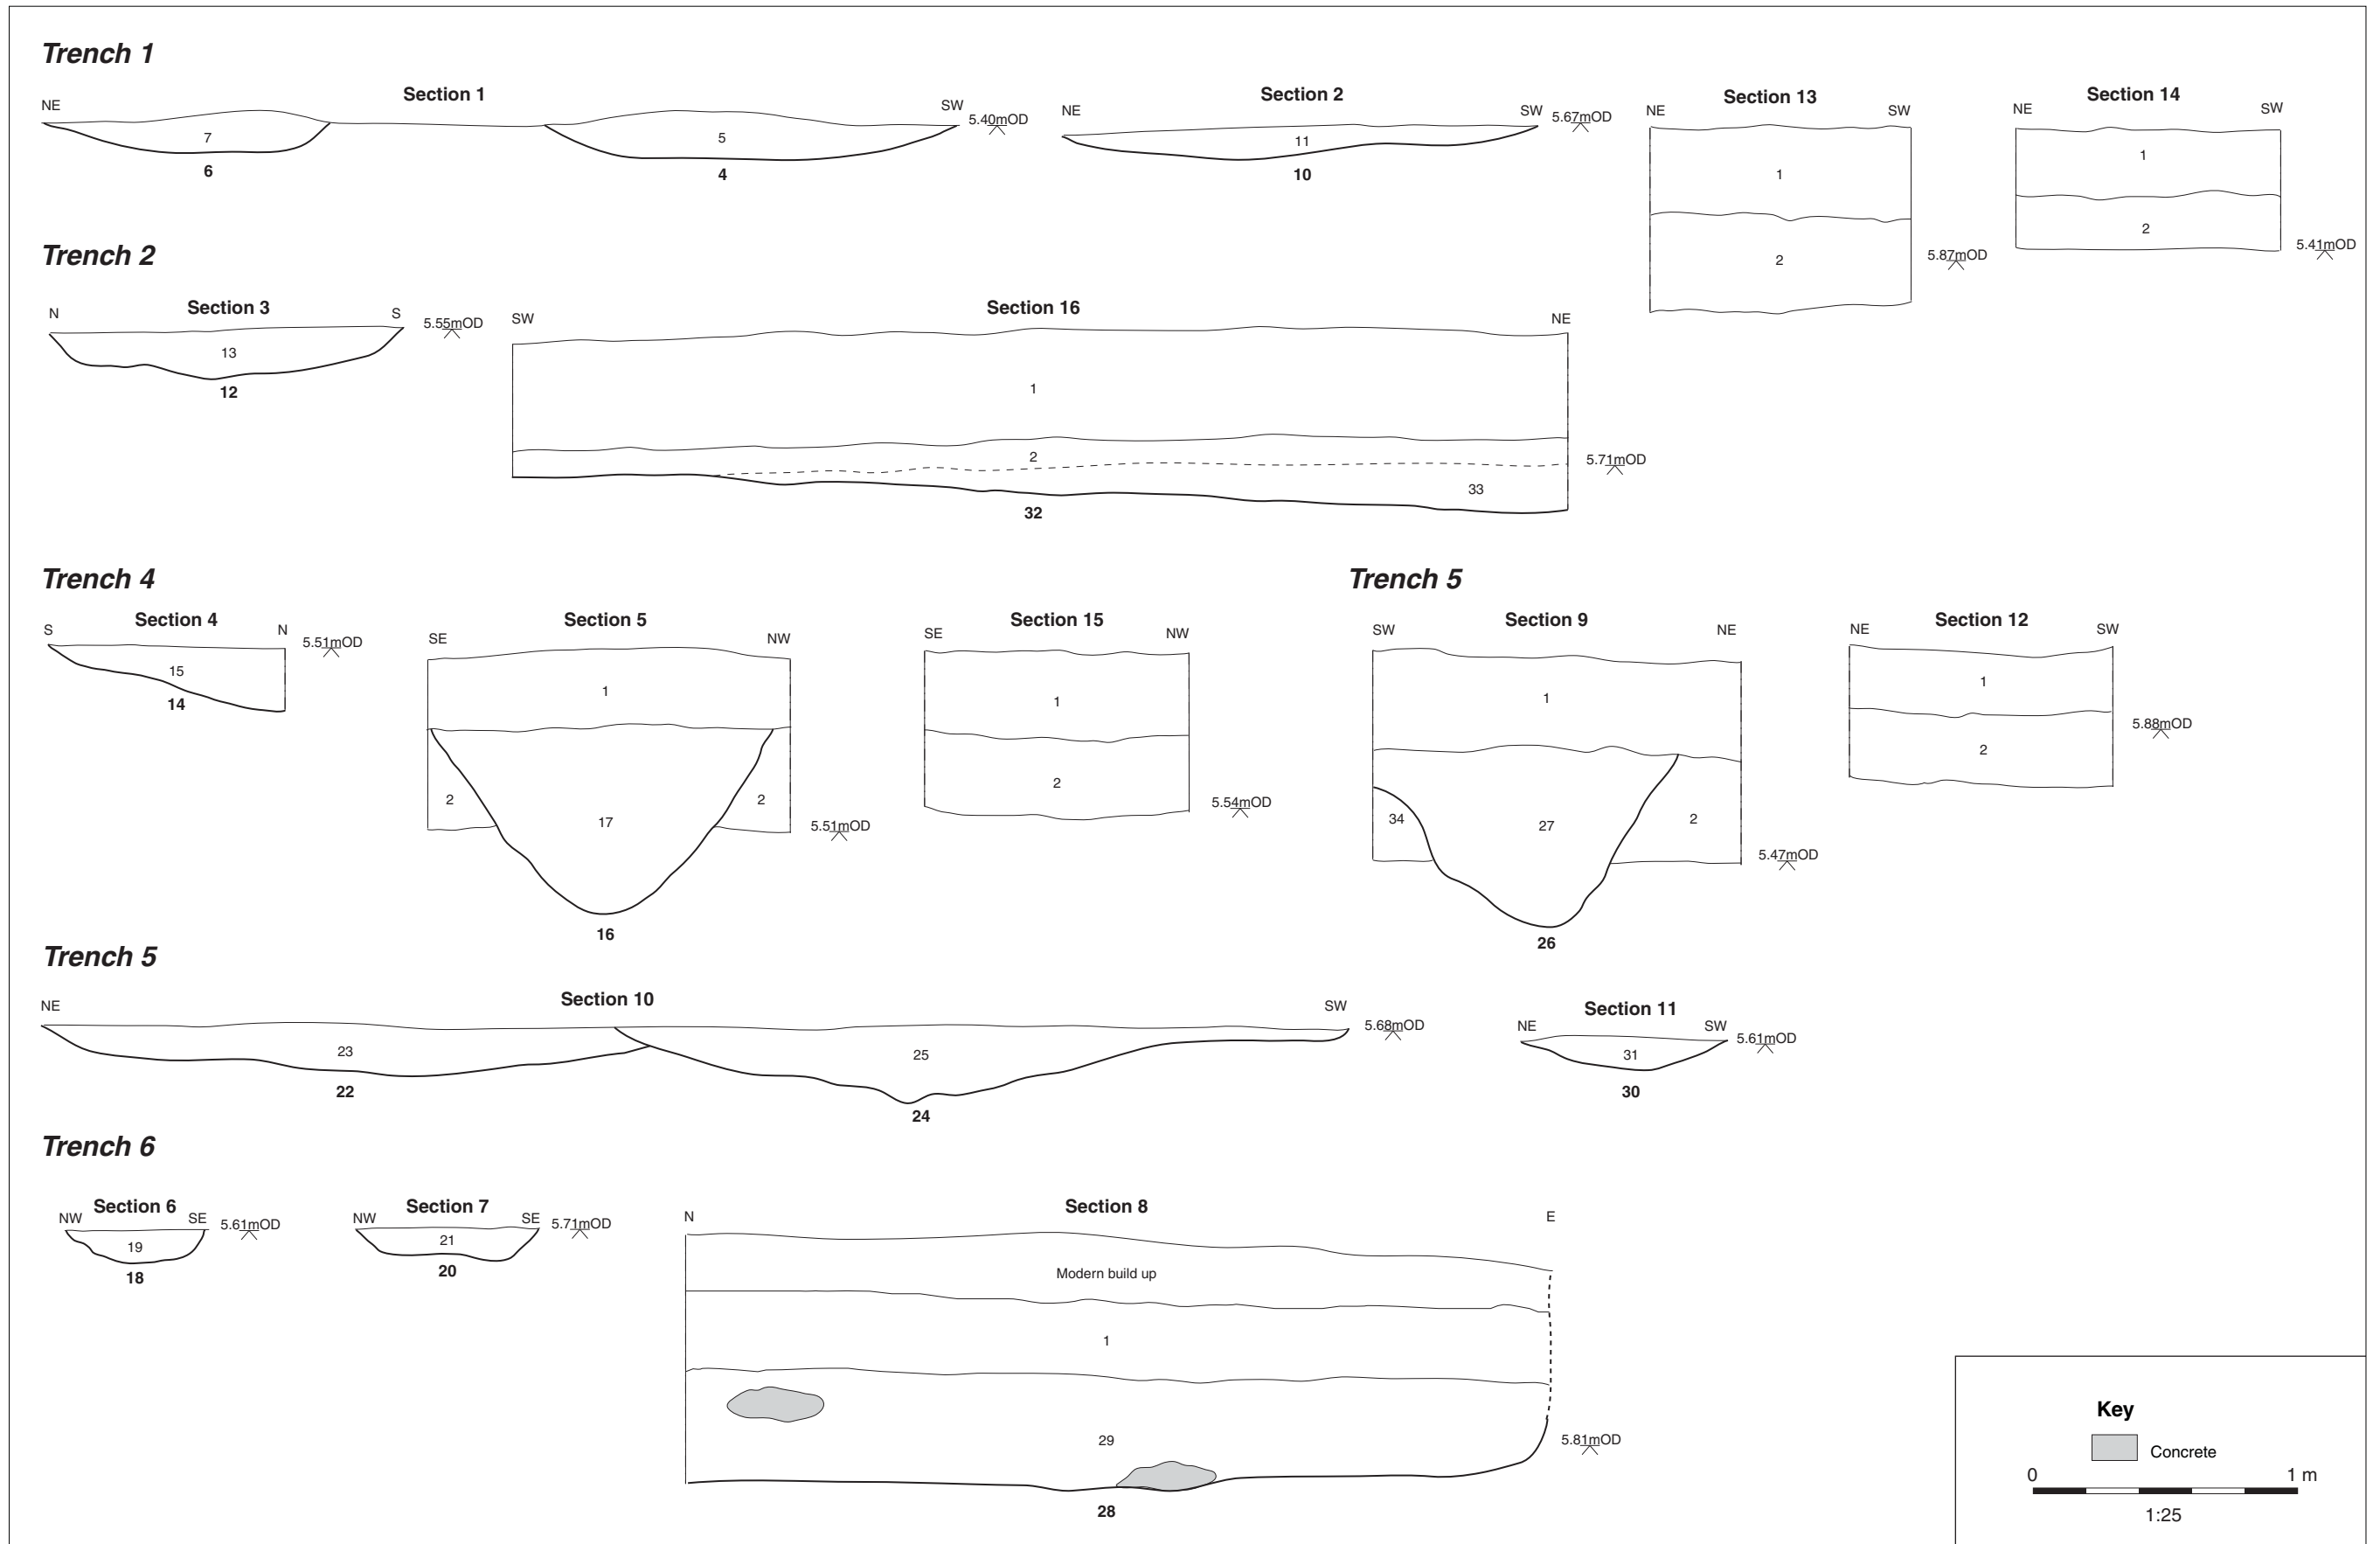 Trench 1
Section 1
NE
SW
5.40mOD
7
6
5
4
Section 2
NE
SW
5.67mOD
11
10
Section 13
NE
SW
1
2
5.87mOD
Section 14
NE
SW
1
2
5.41mOD
Trench 2
Section 3
N
S
5.55mOD
13
12
Section 16
SW
NE
1
2
33
5.71mOD
32
Trench 4
Section 4
S
N
5.51mOD
15
14
Section 5
SE
NW
1
2
17
2
5.51mOD
16
Section 15
SE
NW
1
2
5.54mOD
Trench 5
Section 9
SW
NE
1
34
27
2
5.47mOD
26
Section 12
NE
SW
1
2
5.88mOD
Trench 5
Section 10
NE
SW
5.68mOD
23
22
25
24
Section 11
NE
SW
5.61mOD
31
30
Trench 6
Section 6
NW
SE
5.61mOD
19
18
Section 7
NW
SE
5.71mOD
21
20
Section 8
N
E
Modern build up
1
29
5.81mOD
28
Key
Concrete
0
1 m
1:25